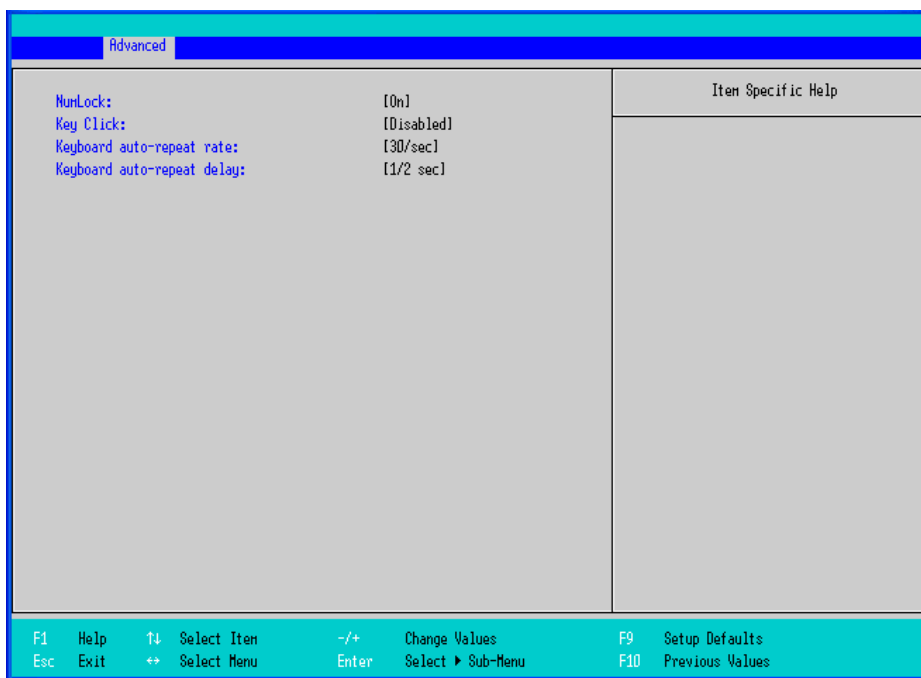 Advanced
NumLock: [On]
Key Click: [Disabled]
Keyboard auto-repeat rate: [30/sec]
Keyboard auto-repeat delay: [1/2 sec]
Item Specific Help
F1 Help ↑↓ Select Item -/+ Change Values F9 Setup Defaults
Esc Exit ↔ Select Menu Enter Select ▶ Sub-Menu F10 Previous Values